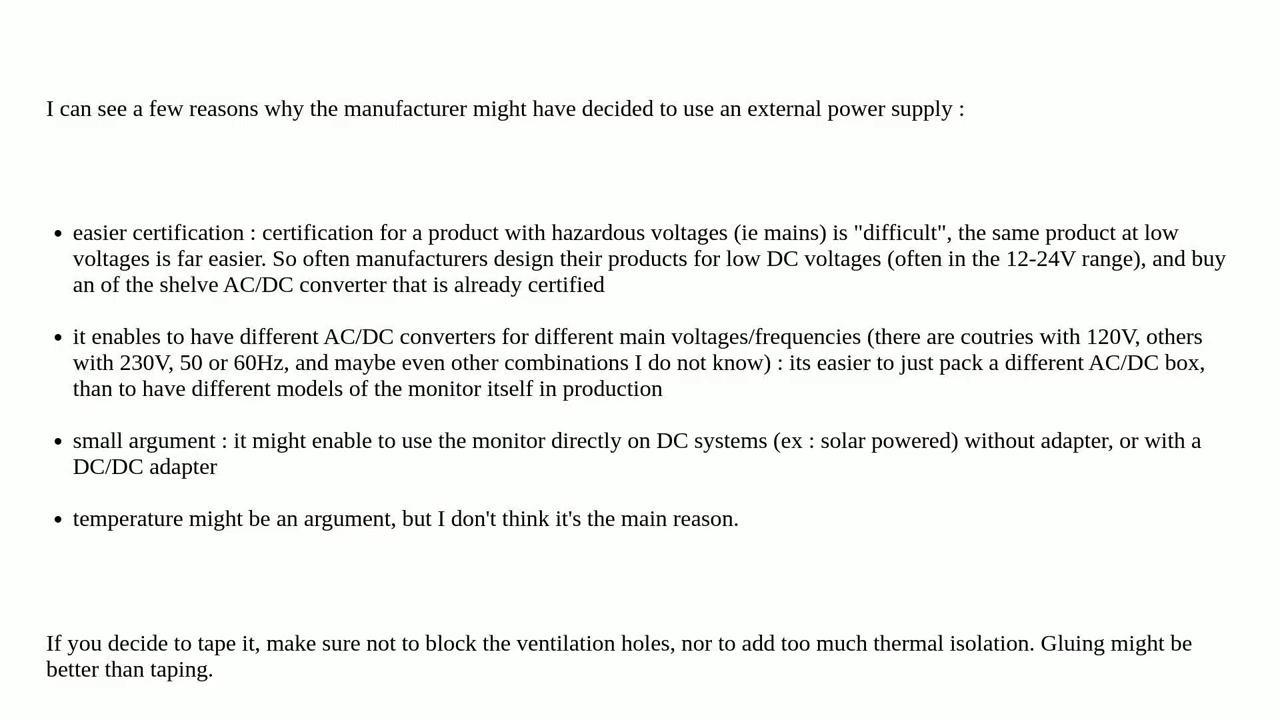 I can see a few reasons why the manufacturer might have decided to use an external power supply :
• easier certification : certification for a product with hazardous voltages (ie mains) is "difficult", the same product at low
voltages is far easier. So often manufacturers design their products for low DC voltages (often in the 12-24V range), and buy
an of the shelve AC/DC converter that is already certified
• it enables to have different AC/DC converters for different main voltages/frequencies (there are coutries with 120V, others
with 230V, 50 or 60Hz, and maybe even other combinations I do not know) : its easier to just pack a different AC/DC box,
than to have different models of the monitor itself in production
• small argument : it might enable to use the monitor directly on DC systems (ex : solar powered) without adapter, or with a
DC/DC adapter
• temperature might be an argument, but I don't think it's the main reason.
If you decide to tape it, make sure not to block the ventilation holes, nor to add too much thermal isolation. Gluing might be
better than taping.